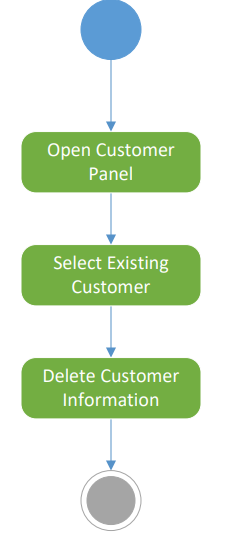 Open Customer
Panel
Select Existing
Customer
Delete Customer
Information